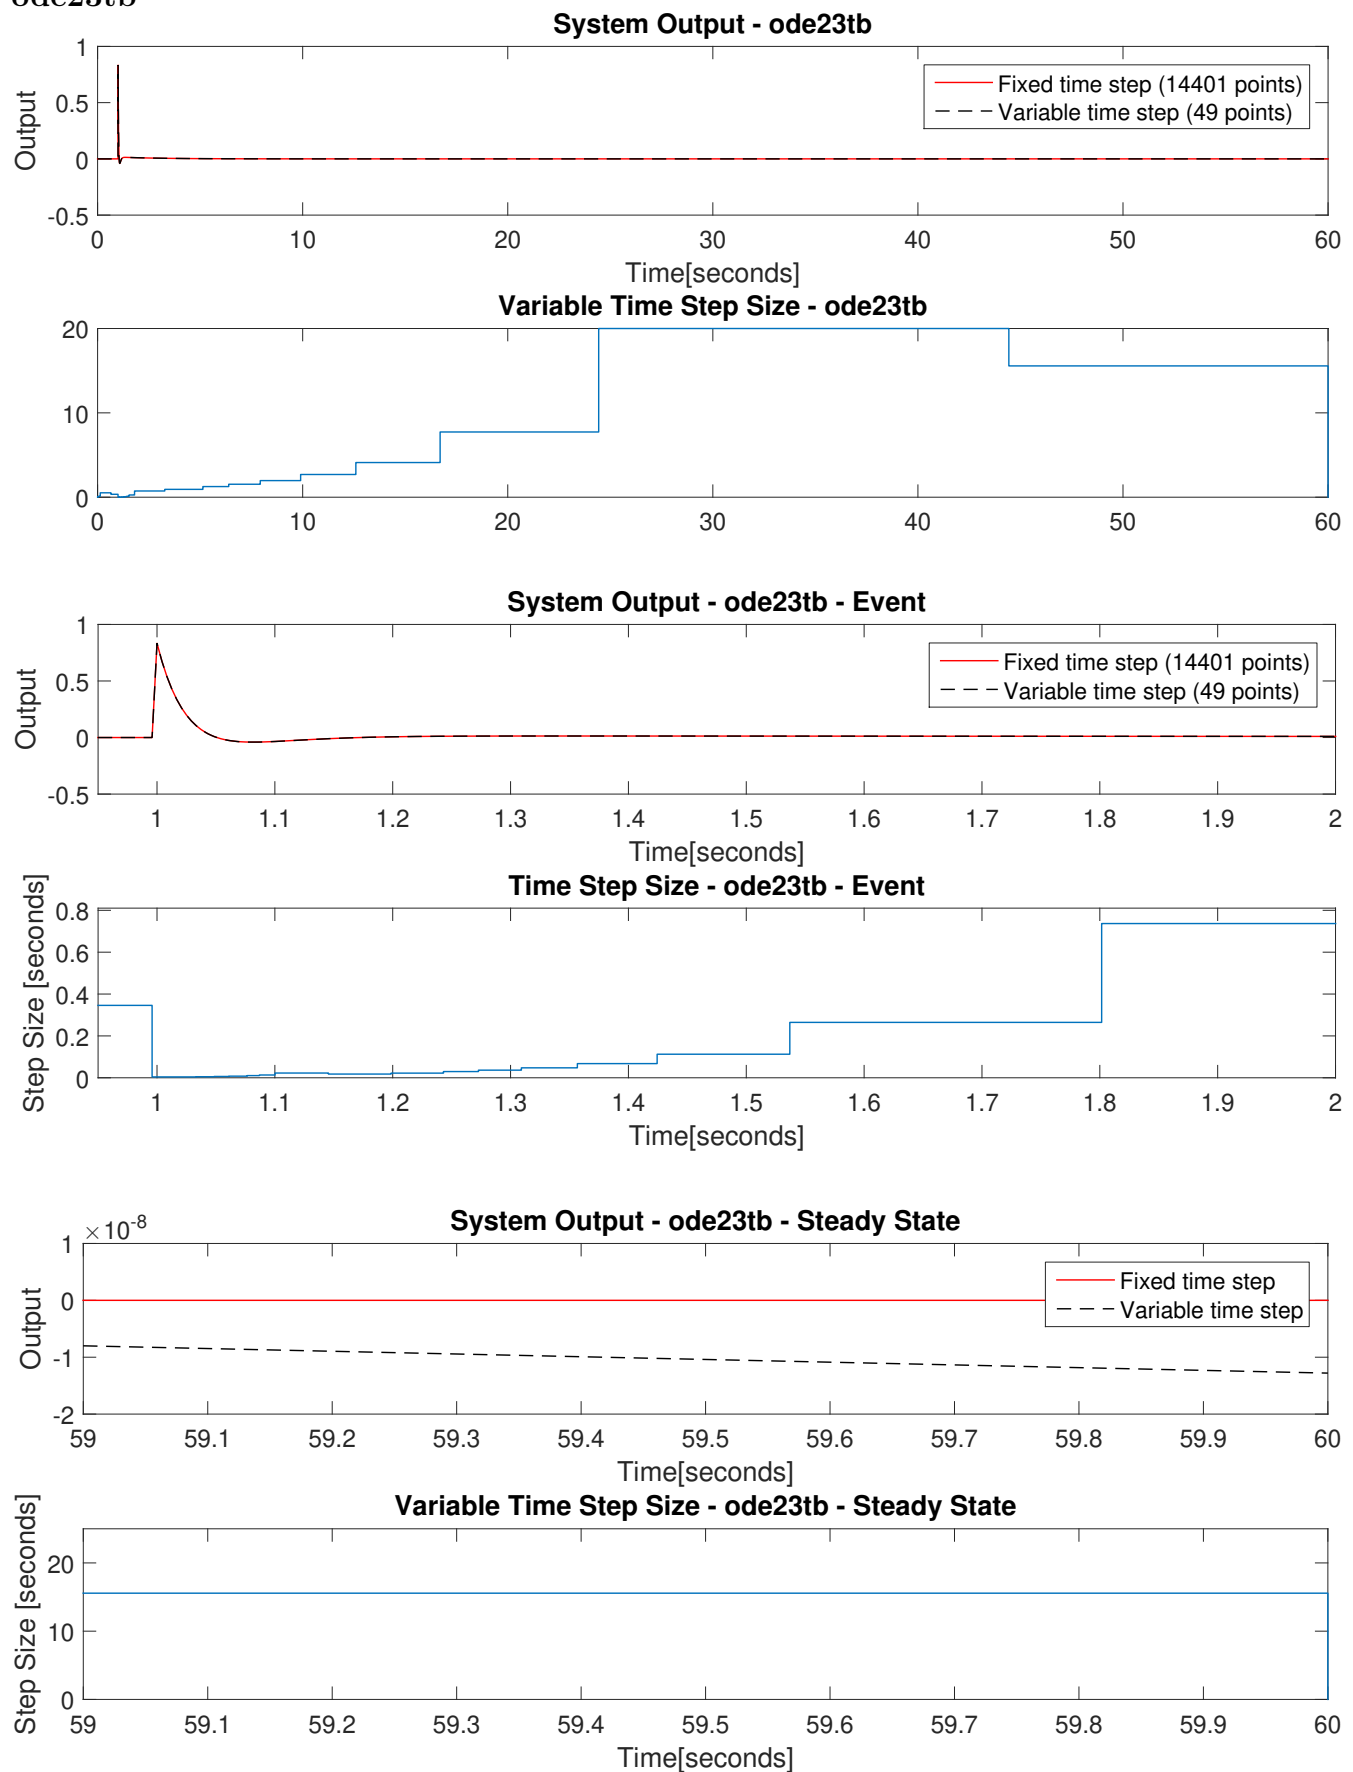 ode23tb
System Output - ode23tb
1
0.5
0
-0.5
Output
Fixed time step (14401 points)
Variable time step (49 points)
0 10 20 30 40 50 60
Time[seconds]
Variable Time Step Size - ode23tb
20
10
0
0 10 20 30 40 50 60
System Output - ode23tb - Event
1
0.5
0
-0.5
Output
Fixed time step (14401 points)
Variable time step (49 points)
1 1.1 1.2 1.3 1.4 1.5 1.6 1.7 1.8 1.9 2
Time[seconds]
Time Step Size - ode23tb - Event
0.8
0.6
0.4
0.2
0
Step Size [seconds]
1 1.1 1.2 1.3 1.4 1.5 1.6 1.7 1.8 1.9 2
Time[seconds]
System Output - ode23tb - Steady State
×10-8
1
0
-1
-2
Output
Fixed time step
Variable time step
59 59.1 59.2 59.3 59.4 59.5 59.6 59.7 59.8 59.9 60
Time[seconds]
Variable Time Step Size - ode23tb - Steady State
20
10
0
Step Size [seconds]
59 59.1 59.2 59.3 59.4 59.5 59.6 59.7 59.8 59.9 60
Time[seconds]